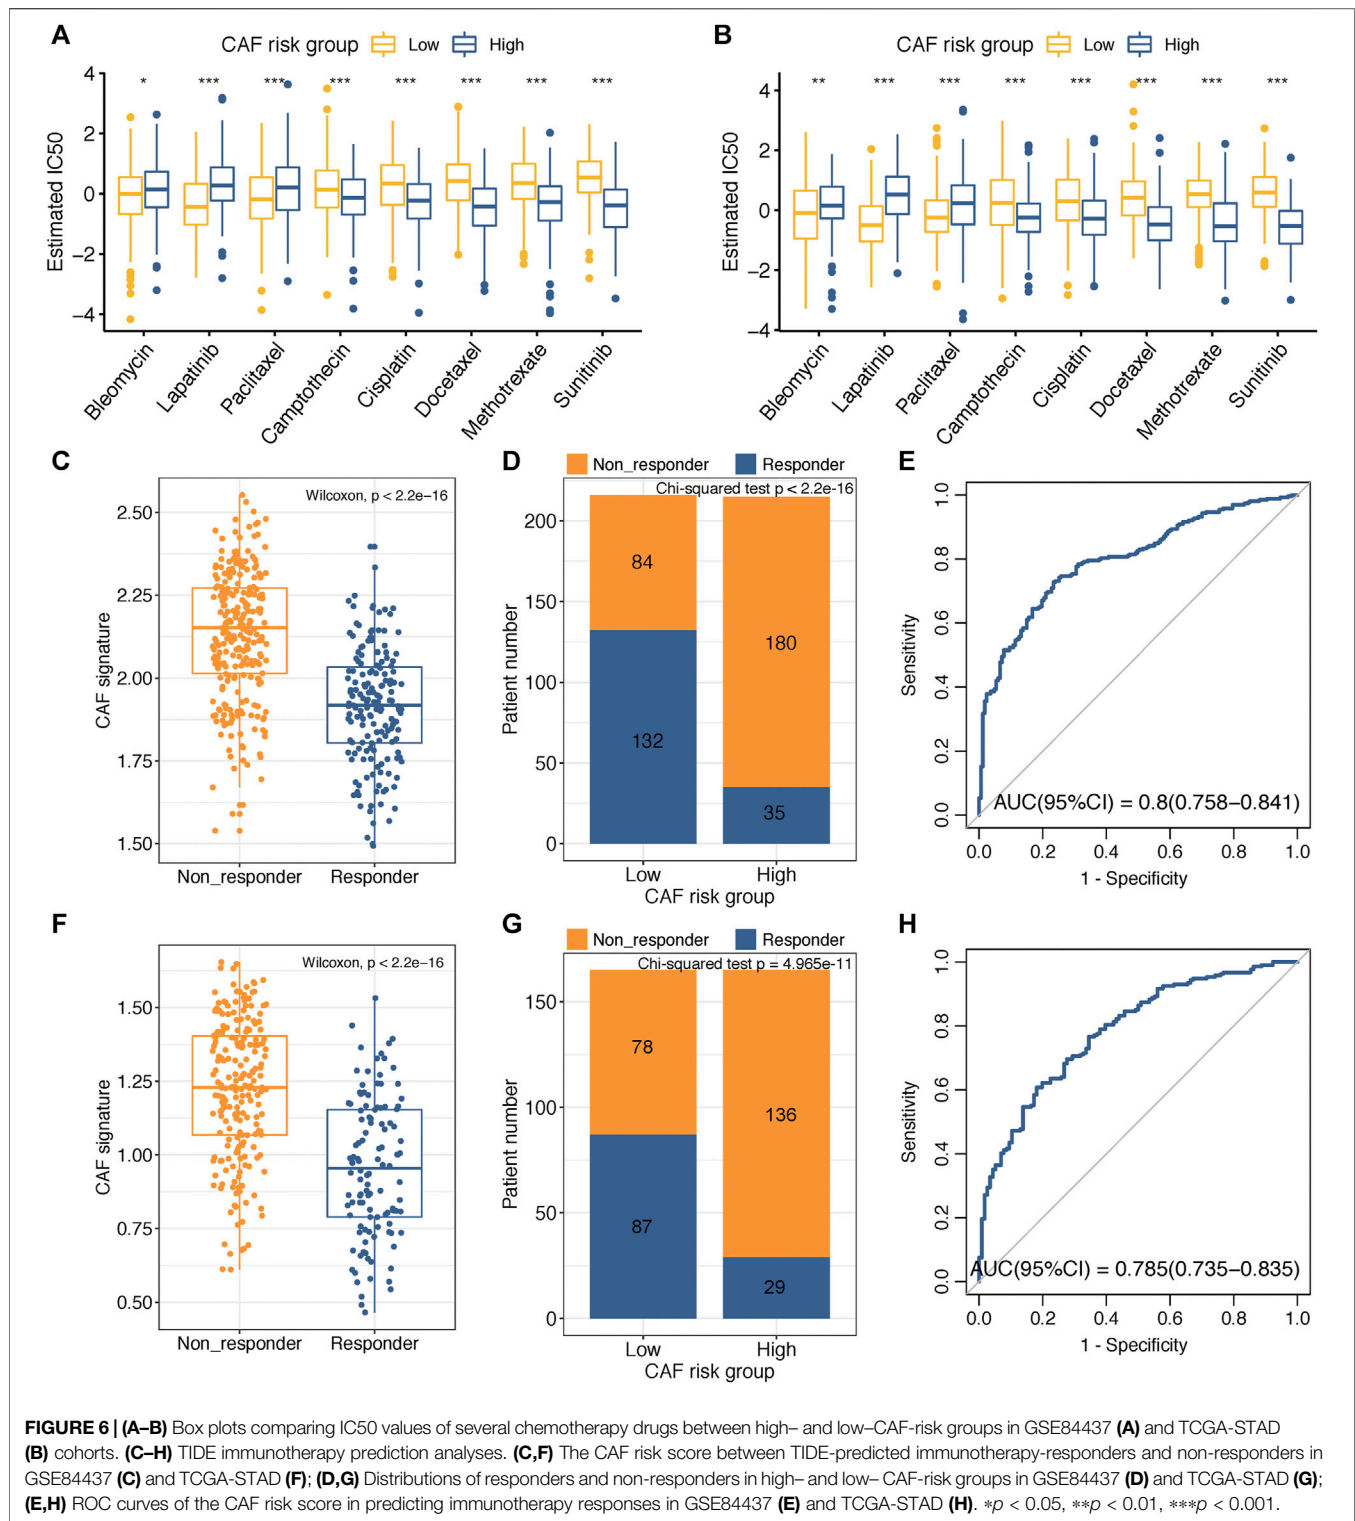 A
CAF risk group Low High
* *** *** *** *** *** *** ***
Estimated IC50
4
2
0
−2
−4
Bleomycin
Lapatinib
Paclitaxel
Camptothecin
Cisplatin
Docetaxel
Methotrexate
Sunitinib
B
CAF risk group Low High
** *** *** *** *** *** *** ***
Estimated IC50
4
2
0
−2
−4
Bleomycin
Lapatinib
Paclitaxel
Camptothecin
Cisplatin
Docetaxel
Methotrexate
Sunitinib
C
Wilcoxon, p < 2.2e−16
CAF signature
2.50
2.25
2.00
1.75
1.50
Non_responder Responder
D
Non_responder Responder
Chi-squared test p < 2.2e-16
Patient number
200
150
100
50
0
84
132
180
35
Low High
CAF risk group
E
Sensitivity
1.0
0.8
0.6
0.4
0.2
0.0
AUC(95%CI) = 0.8(0.758−0.841)
0.0 0.2 0.4 0.6 0.8 1.0
1 - Specificity
F
Wilcoxon, p < 2.2e−16
CAF signature
1.50
1.25
1.00
0.75
0.50
Non_responder Responder
G
Non_responder Responder
Chi-squared test p = 4.965e-11
Patient number
150
100
50
0
78
87
136
29
Low High
CAF risk group
H
Sensitivity
1.0
0.8
0.6
0.4
0.2
0.0
AUC(95%CI) = 0.785(0.735−0.835)
0.0 0.2 0.4 0.6 0.8 1.0
1 - Specificity
FIGURE 6 | (A–B) Box plots comparing IC50 values of several chemotherapy drugs between high– and low–CAF-risk groups in GSE84437 (A) and TCGA-STAD
(B) cohorts. (C–H) TIDE immunotherapy prediction analyses. (C,F) The CAF risk score between TIDE-predicted immunotherapy-responders and non-responders in
GSE84437 (C) and TCGA-STAD (F); (D,G) Distributions of responders and non-responders in high– and low– CAF-risk groups in GSE84437 (D) and TCGA-STAD (G);
(E,H) ROC curves of the CAF risk score in predicting immunotherapy responses in GSE84437 (E) and TCGA-STAD (H). ∗p < 0.05, ∗∗p < 0.01, ∗∗∗p < 0.001.